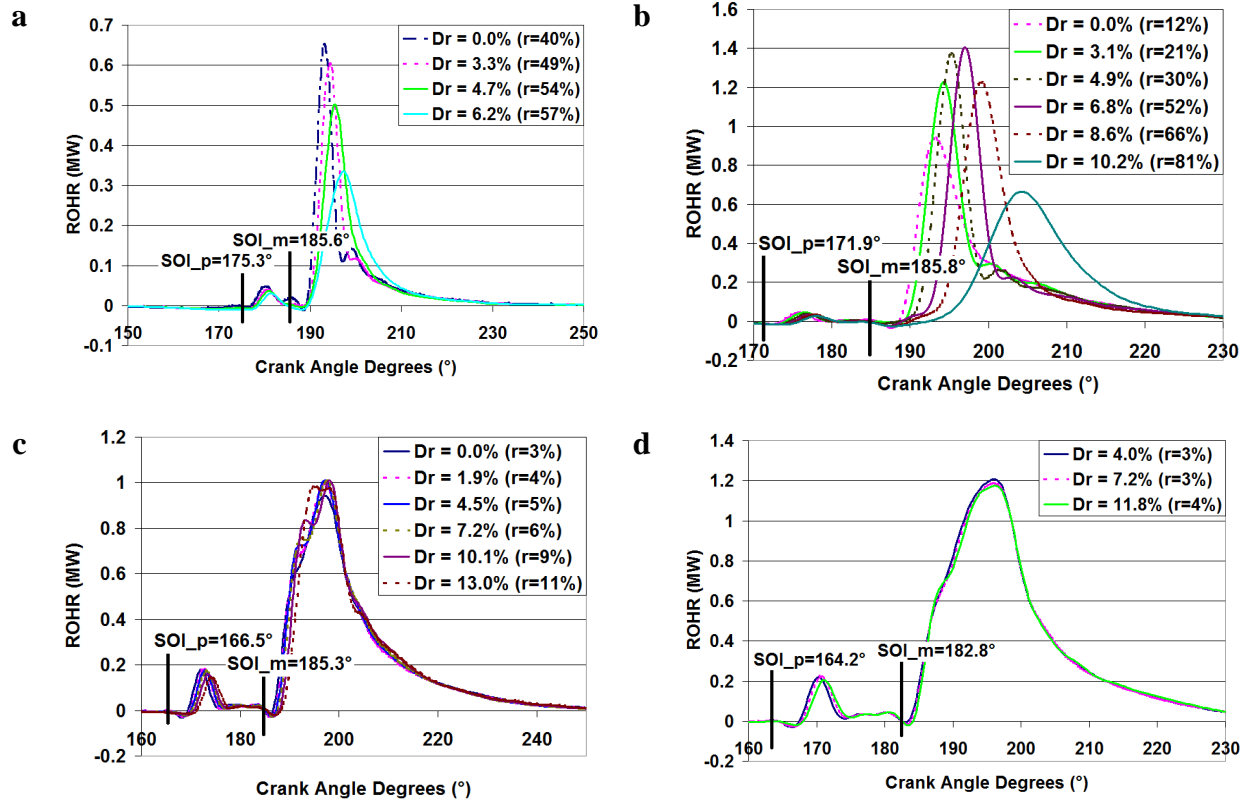 a
0.7
0.6
0.5
0.4
0.3
0.2
0.1
0
-0.1
ROHR (MW)
Dr = 0.0% (r=40%)
Dr = 3.3% (r=49%)
Dr = 4.7% (r=54%)
Dr = 6.2% (r=57%)
SOI_m=185.6°
SOI_p=175.3°
150 170 190 210 230 250
Crank Angle Degrees (°)
b
1.6
1.4
1.2
1
0.8
0.6
0.4
0.2
0
-0.2
ROHR (MW)
Dr = 0.0% (r=12%)
Dr = 3.1% (r=21%)
Dr = 4.9% (r=30%)
Dr = 6.8% (r=52%)
Dr = 8.6% (r=66%)
Dr = 10.2% (r=81%)
SOI_p=171.9°
SOI_m=185.8°
170 180 190 200 210 220 230
Crank Angle Degrees (°)
c
1.2
1
0.8
0.6
0.4
0.2
0
-0.2
ROHR (MW)
Dr = 0.0% (r=3%)
Dr = 1.9% (r=4%)
Dr = 4.5% (r=5%)
Dr = 7.2% (r=6%)
Dr = 10.1% (r=9%)
Dr = 13.0% (r=11%)
SOI_p=166.5°
SOI_m=185.3°
160 180 200 220 240
Crank Angle Degrees (°)
d
1.4
1.2
1
0.8
0.6
0.4
0.2
0
-0.2
ROHR (MW)
Dr = 4.0% (r=3%)
Dr = 7.2% (r=3%)
Dr = 11.8% (r=4%)
SOI_p=164.2°
SOI_m=182.8°
160 170 180 190 200 210 220 230
Crank Angle Degrees (°)